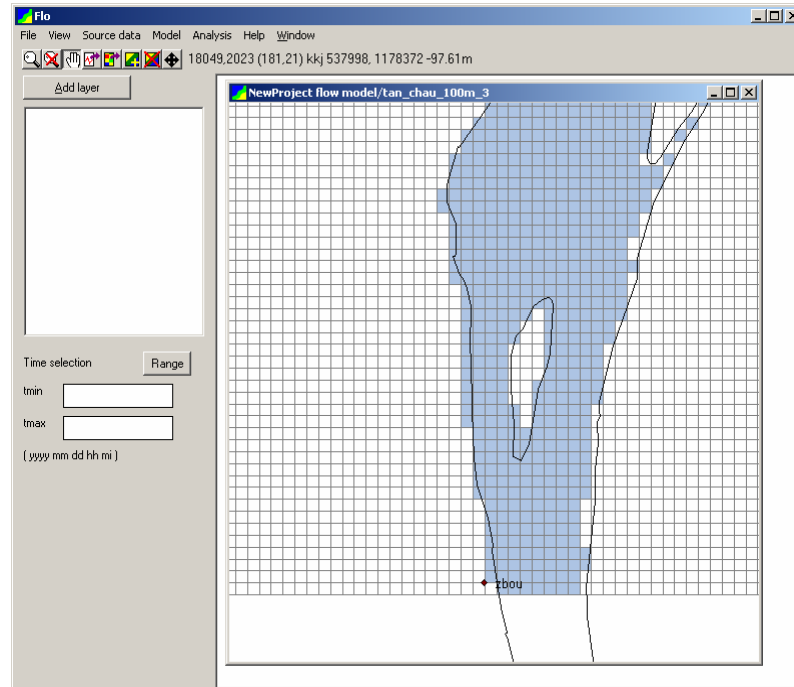 Flo
File View Source data Model Analysis Help Window
18049,2023 (181,21) kkj 537998, 1178372 -97.61m
Add layer
NewProject flow model/tan_chau_100m_3
Time selection
Range
tmin
tmax
( yyyy mm dd hh mi )
zbou